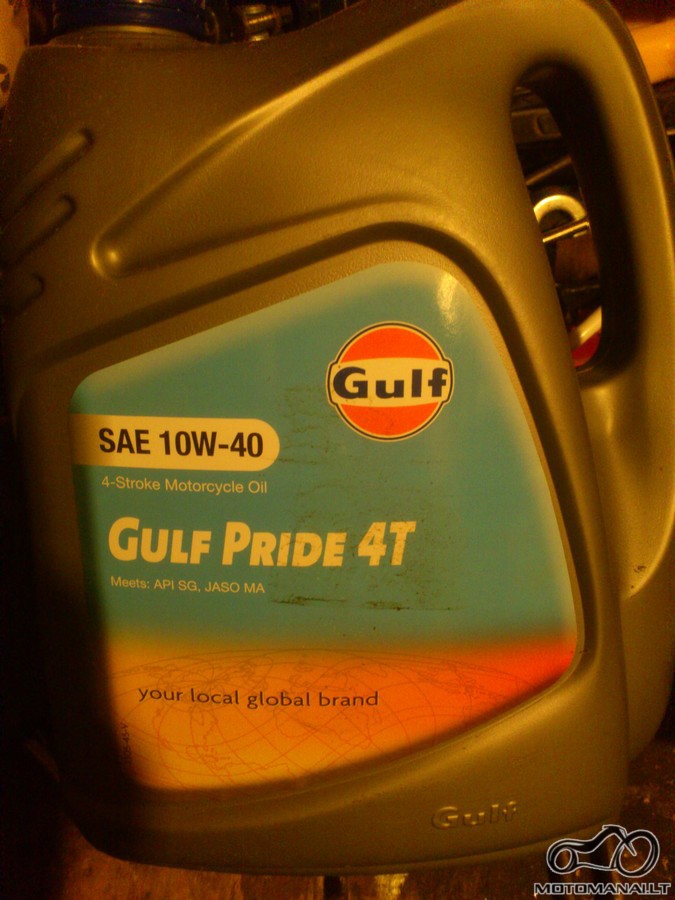 Gulf
SAE 10W-40
4-Stroke Motorcycle Oil
GULF PRIDE 4T
Meets: API SG, JASO MA
your local global brand
Gulf
MOTOMANAI.LT